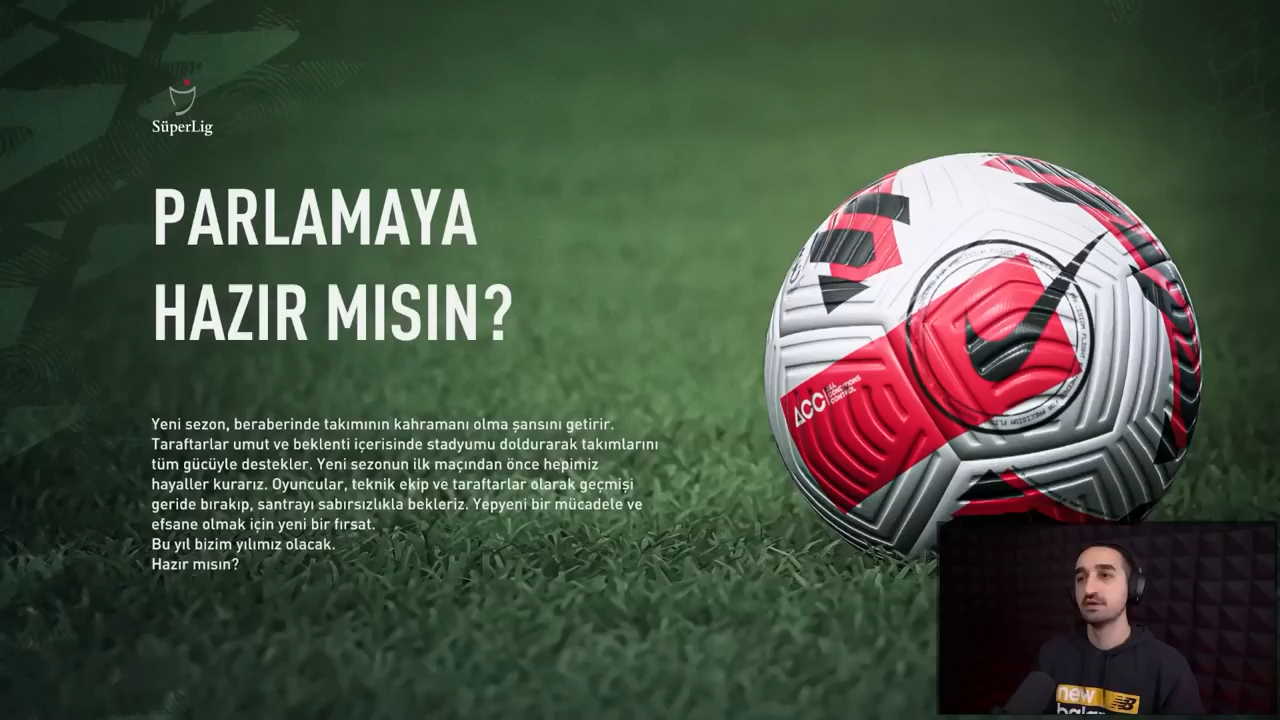 SüperLig
PARLAMAYA
HAZIR MISIN?
Yeni sezon, beraberinde takımının kahramanı olma şansını getirir.
Taraftarlar umut ve beklenti içerisinde stadyumu doldurarak takımlarını
tüm gücüyle destekler. Yeni sezonun ilk maçından önce hepimiz
hayaller kurarız. Oyuncular, teknik ekip ve taraftarlar olarak geçmişi
geride bırakıp, santrayı sabırsızlıkla bekleriz. Yepyeni bir mücadele ve
efsane olmak için yeni bir fırsat.
Bu yıl bizim yılımız olacak.
Hazır mısın?
ACC ALL
CONDITIONS
CONTROL
new
balance